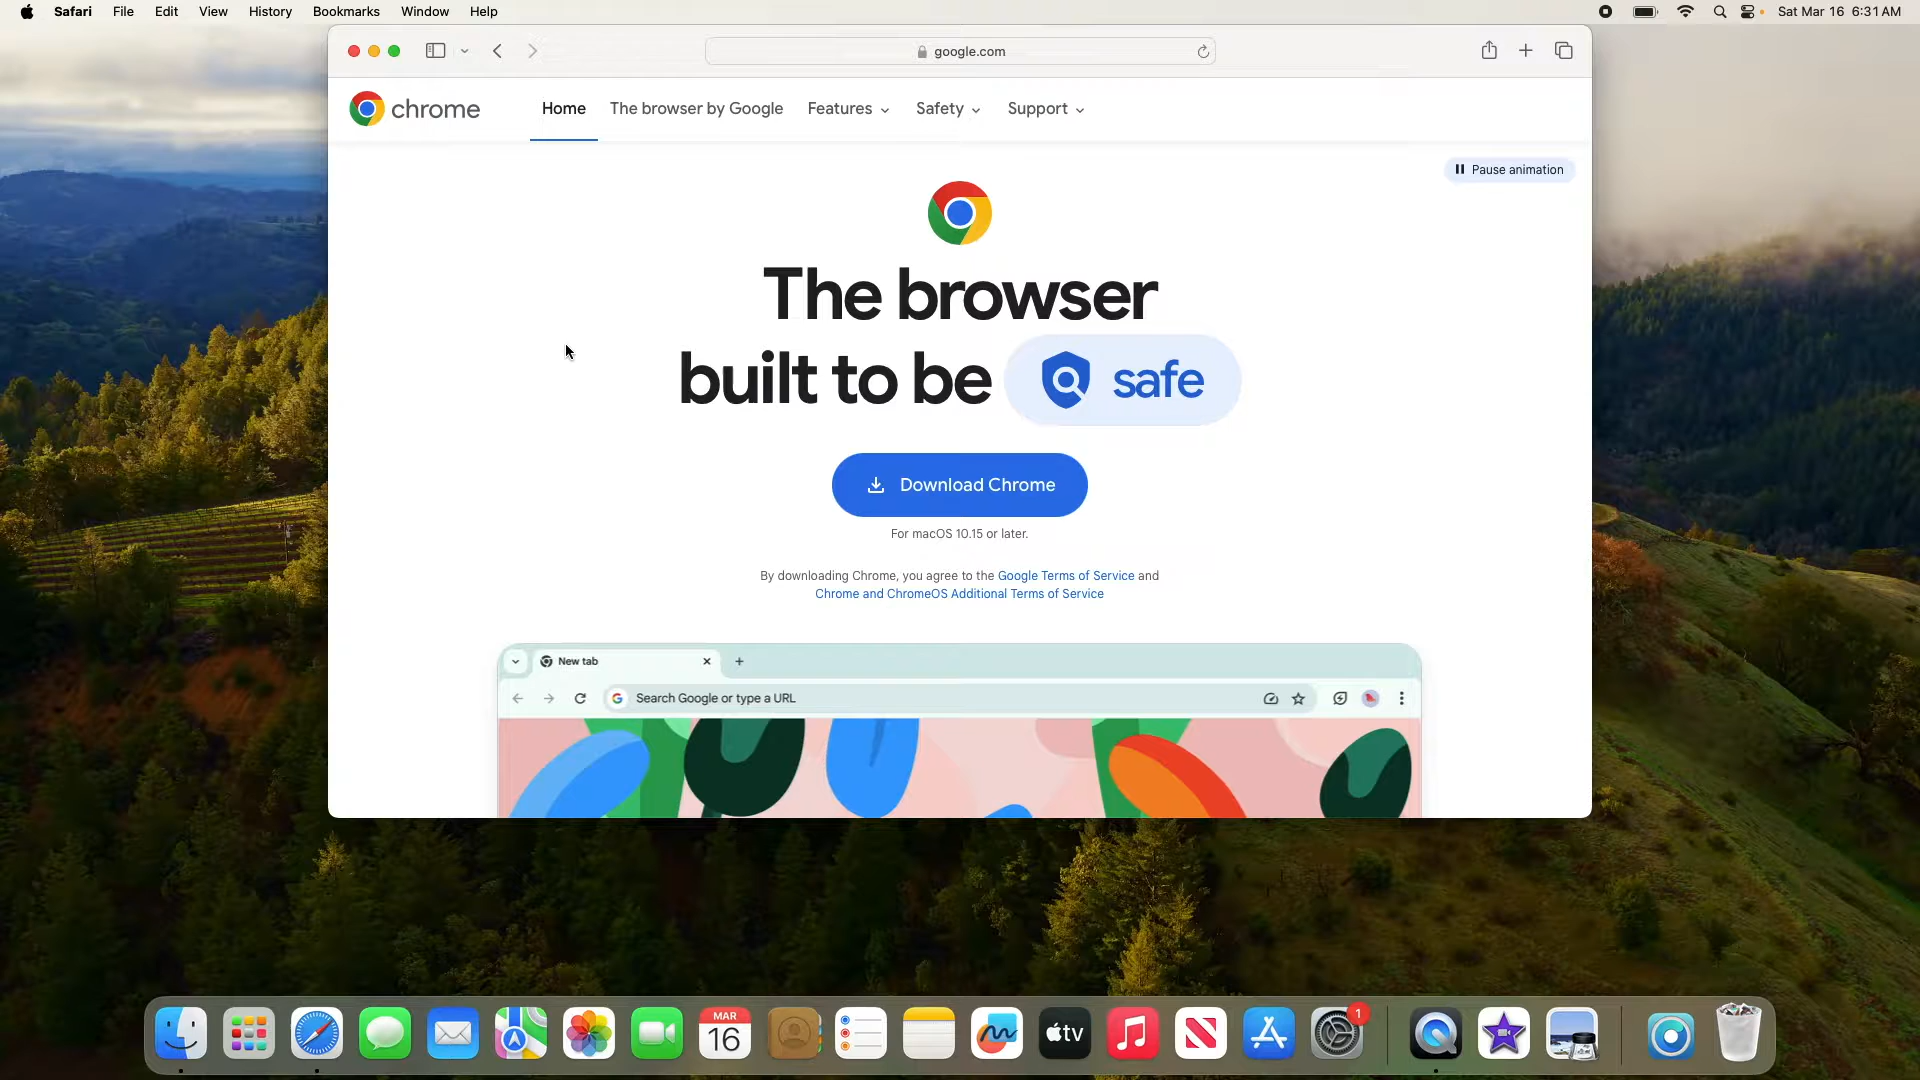 Safari File Edit View History Bookmarks Window Help
Sat Mar 16 6:31 AM
google.com
chrome
Home The browser by Google Features Safety Support
Pause animation
The browser
built to be safe
Download Chrome
For macOS 10.15 or later.
By downloading Chrome, you agree to the Google Terms of Service and
Chrome and ChromeOS Additional Terms of Service
New tab
Search Google or type a URL
MAR
16
tv
1